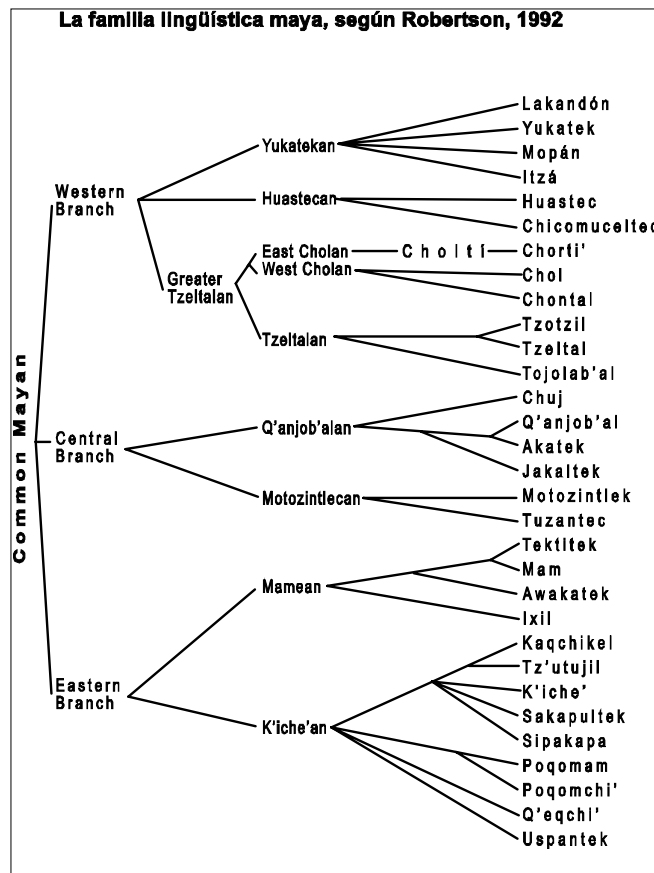 La familia lingüística maya, según Robertson, 1992
Common Mayan
Western
Branch
Yukatekan
Lakandón
Yukatek
Mopán
Itzá
Huastecan
Huastec
Chicomuceltec
Greater
Tzeltalan
East Cholan
Choltí
Chorti'
West Cholan
Chol
Chontal
Tzeltalan
Tzotzil
Tzeltal
Tojolab'al
Central
Branch
Q'anjob'alan
Chuj
Q'anjob'al
Akatek
Jakaltek
Motozintlecan
Motozintlek
Tuzantec
Eastern
Branch
Mamean
Tektitek
Mam
Awakatek
Ixil
K'iche'an
Kaqchikel
Tz'utujil
K'iche'
Sakapultek
Sipakapa
Poqomam
Poqomchi'
Q'eqchi'
Uspantek